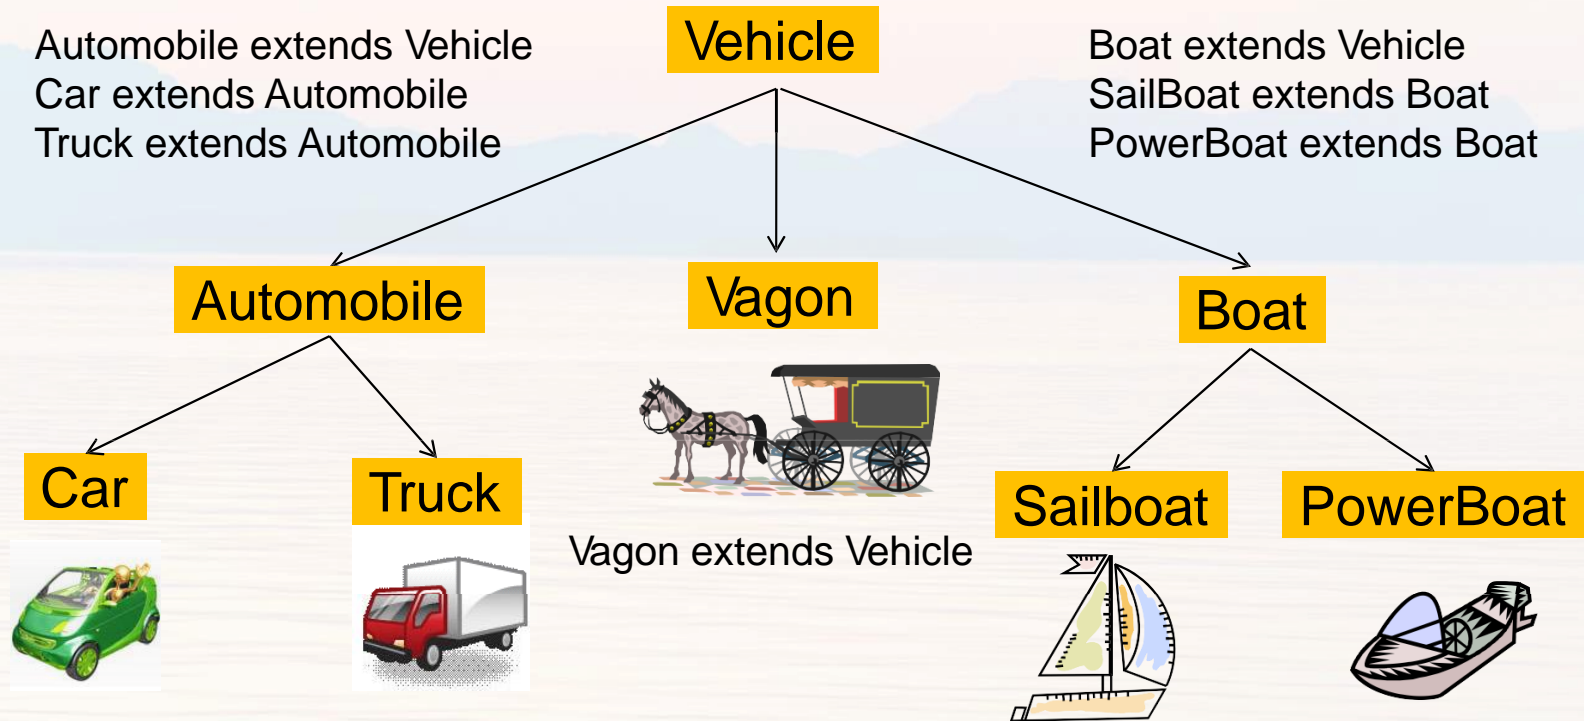 Automobile extends Vehicle
Car extends Automobile
Truck extends Automobile
Vehicle
Boat extends Vehicle
SailBoat extends Boat
PowerBoat extends Boat
Automobile
Vagon
Boat
Car
Truck
Sailboat
PowerBoat
Vagon extends Vehicle